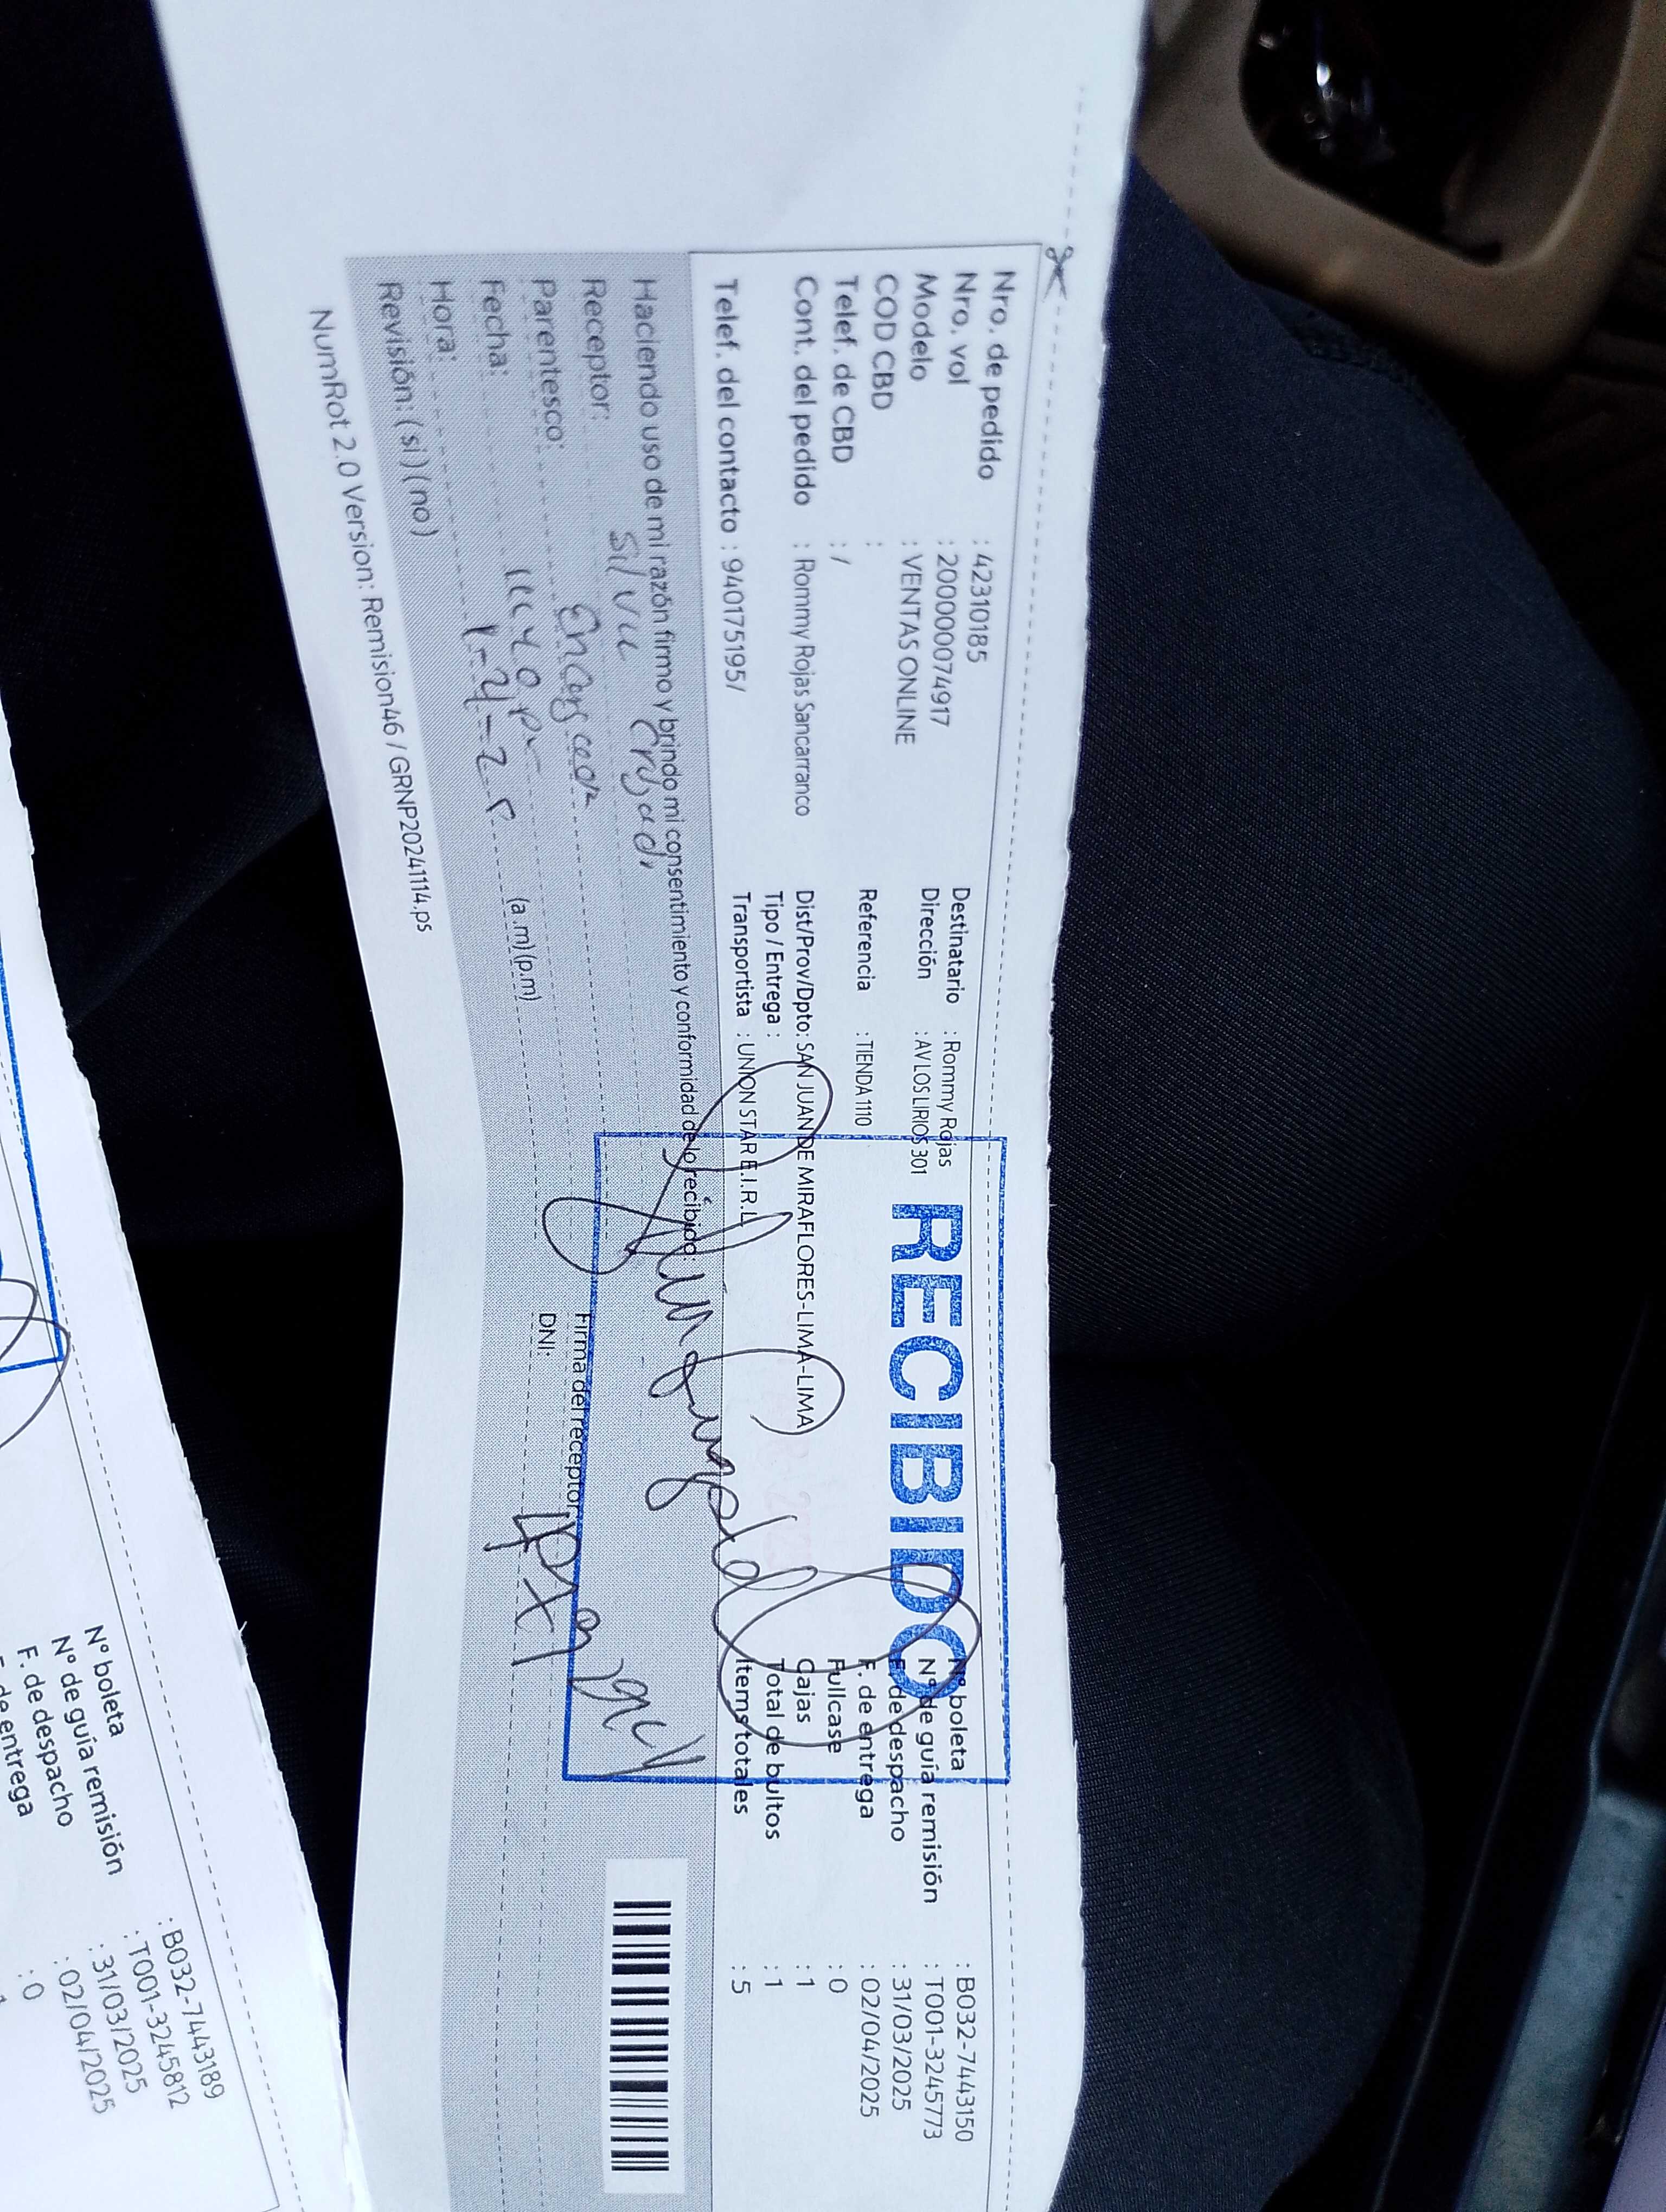 Nro. de pedido : 42310185
Nro. vol : 200000074917
Modelo : VENTAS ONLINE
COD CBD :
Telef. de CBD : /
Cont. del pedido : Rommy Rojas Sancarranco
Telef. del contacto : 940175195/
Destinatario : Rommy Rojas
Dirección : AV LOS LIRIOS 301
Referencia : TIENDA 1110
Dist/Prov/Dpto: SAN JUAN DE MIRAFLORES-LIMA-LIMA
Tipo / Entrega :
Transportista : UNION STAR E.I.R.L
RECIBIDO
N° boleta : B032-7443150
N° de guía remisión : T001-3245773
F. de despacho : 31/03/2025
F. de entrega : 02/04/2025
Fullcase : 0
Cajas : 1
Total de bultos : 1
Items totales : 5
Haciendo uso de mi razón firmo y brindo mi consentimiento y conformidad de lo recibido:
Receptor:
Parentesco:
Fecha:
Hora: (a.m)(p.m)
Revisión: (si)(no)
Firma del receptor
DNI:
NumRot 2.0 Version: Remision46 / GRNP20241114.ps
N° boleta : B032-7443189
N° de guía remisión : T001-3245812
F. de despacho : 31/03/2025
de entrega : 02/04/2025
: 0